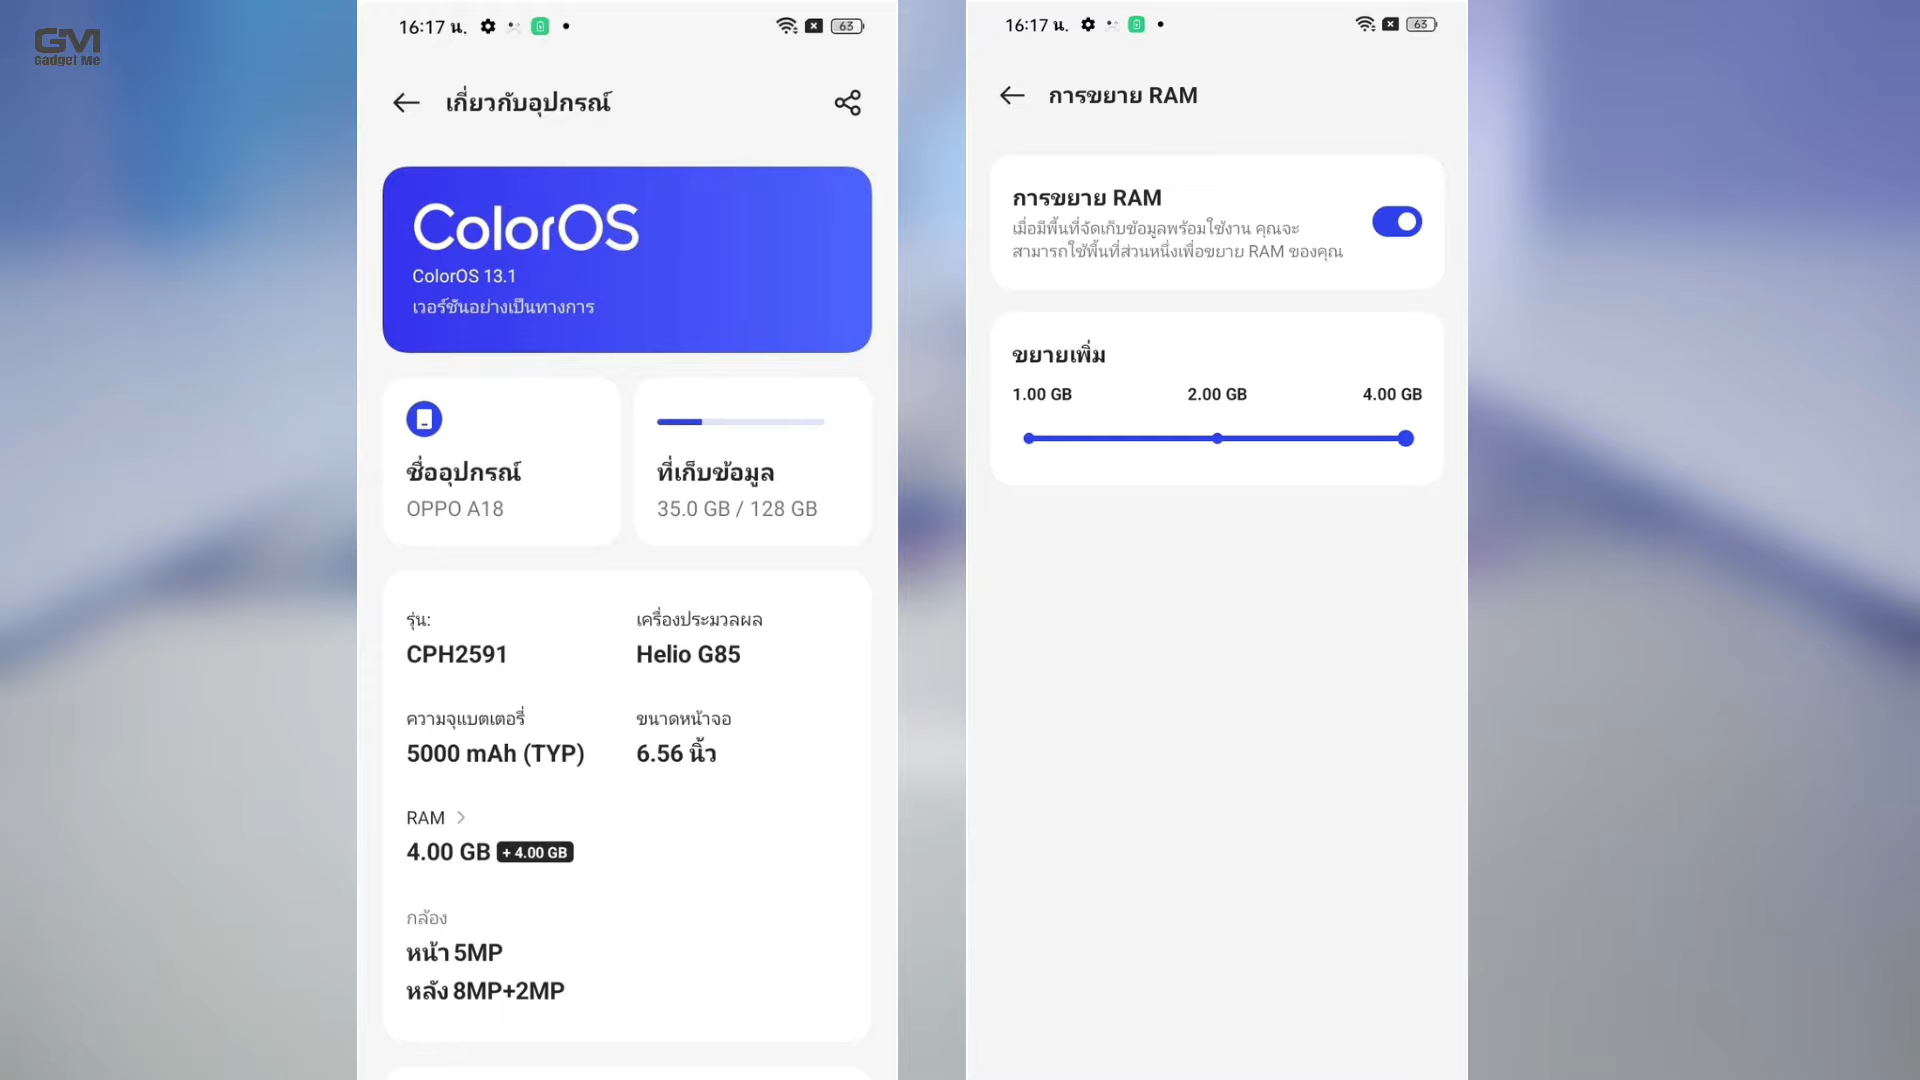 GM
Gadget Me
16:17 น.
63
เกี่ยวกับอุปกรณ์
ColorOS
ColorOS 13.1
เวอร์ชันอย่างเป็นทางการ
ชื่ออุปกรณ์
OPPO A18
ที่เก็บข้อมูล
35.0 GB / 128 GB
รุ่น:
CPH2591
เครื่องประมวลผล
Helio G85
ความจุแบตเตอรี่
5000 mAh (TYP)
ขนาดหน้าจอ
6.56 นิ้ว
RAM
4.00 GB + 4.00 GB
กล้อง
หน้า 5MP
หลัง 8MP+2MP
16:17 น.
63
การขยาย RAM
การขยาย RAM
เมื่อมีพื้นที่จัดเก็บข้อมูลพร้อมใช้งาน คุณจะ
สามารถใช้พื้นที่ส่วนหนึ่งเพื่อขยาย RAM ของคุณ
ขยายเพิ่ม
1.00 GB 2.00 GB 4.00 GB